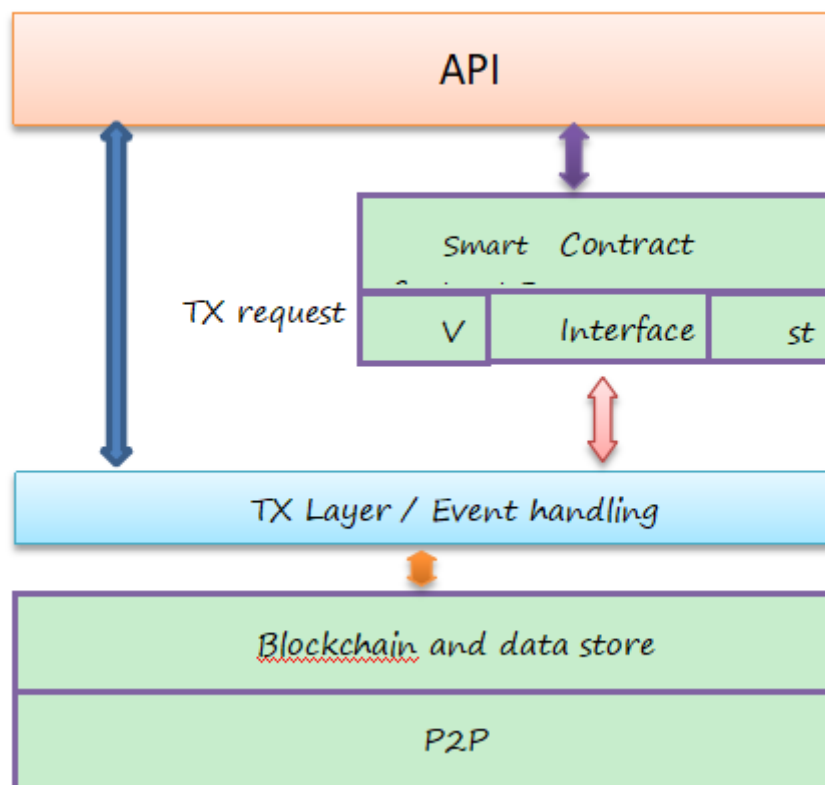 API
Smart Contract
TX request
V Interface st
TX Layer / Event handling
Blockchain and data store
P2P